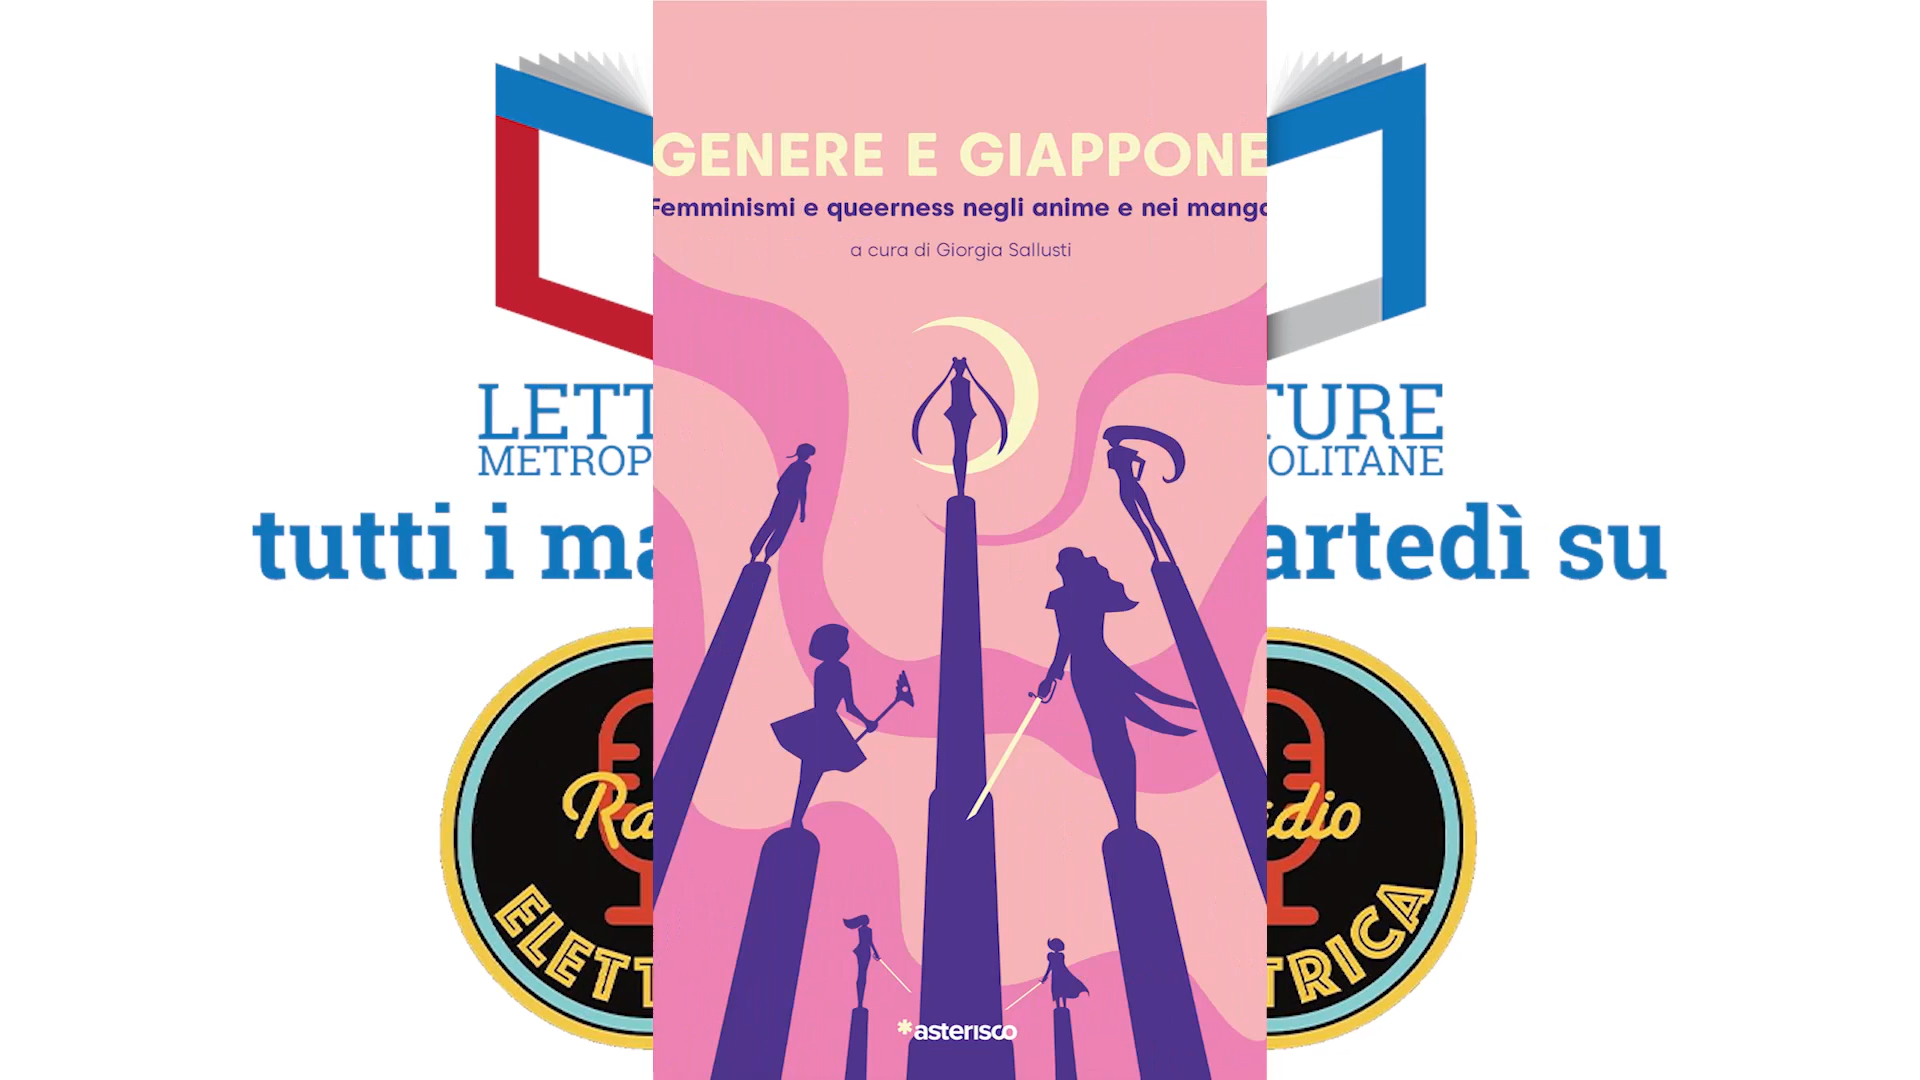 GENERE E GIAPPONE
Femminismi e queerness negli anime e nei manga
a cura di Giorgia Sallusti
LETT TURE
METROP OLITANE
tutti i ma artedì su
Ra dio
ELETT TRICA
*asterisco